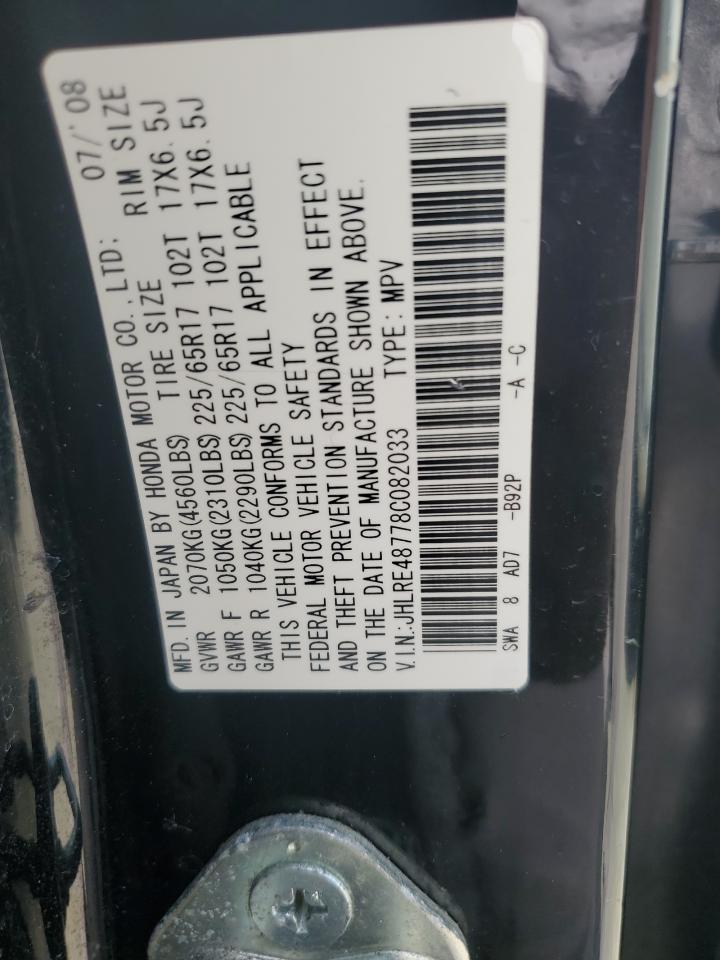 MFD. IN JAPAN BY HONDA MOTOR CO., LTD: 07/'08
GVWR 2070KG(4560LBS) TIRE SIZE RIM SIZE
GAWR F 1050KG(2310LBS) 225/65R17 102T 17X6.5J
GAWR R 1040KG(2290LBS) 225/65R17 102T 17X6.5J
THIS VEHICLE CONFORMS TO ALL APPLICABLE
FEDERAL MOTOR VEHICLE SAFETY
AND THEFT PREVENTION STANDARDS IN EFFECT
ON THE DATE OF MANUFACTURE SHOWN ABOVE.
V.I.N.:JHLRE48778C082033 TYPE:MPV
SWA 8 AD7 -B92P -A -C